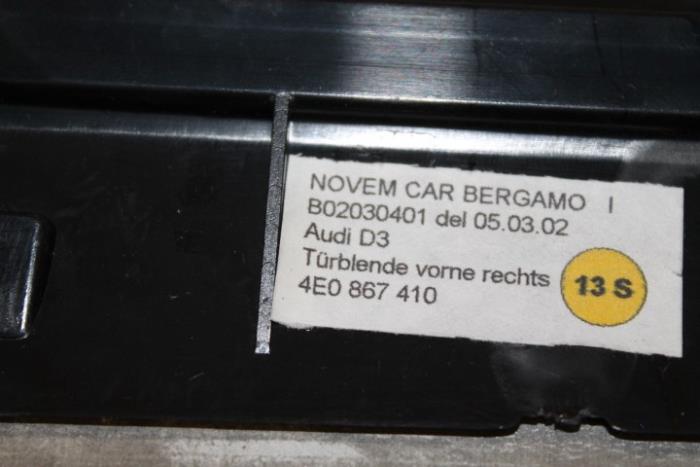 NOVEM CAR BERGAMO I
B02030401 del 05.03.02
Audi D3
Türblende vorne rechts
4E0 867 410
13 S